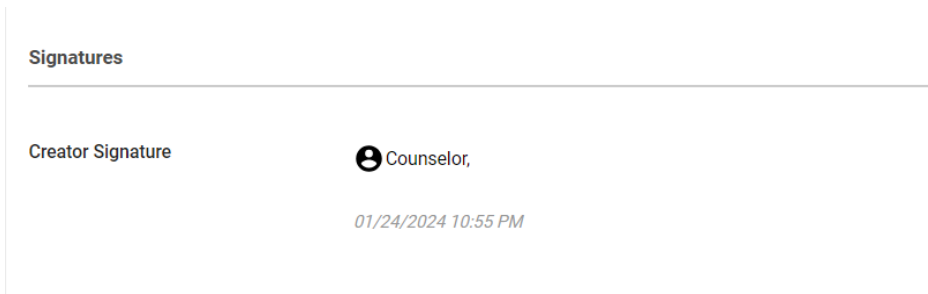 Signatures
Creator Signature
Counselor,
01/24/2024 10:55 PM